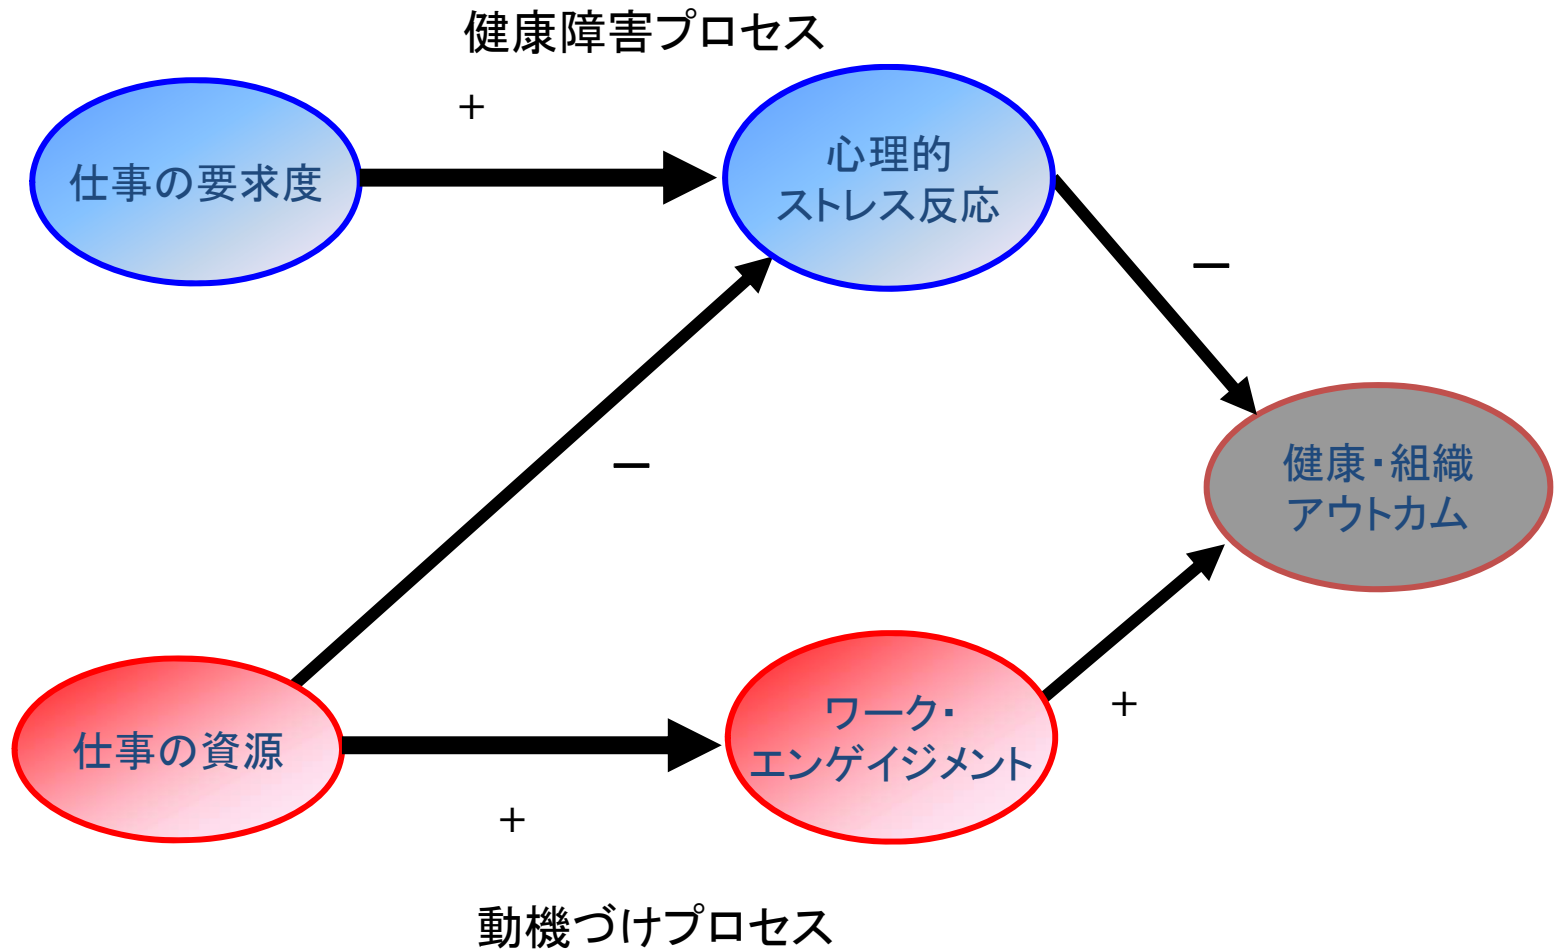 健康障害プロセス
+
仕事の要求度
心理的
ストレス反応
－
－
健康・組織
アウトカム
仕事の資源
ワーク・
エンゲイジメント
+
+
動機づけプロセス